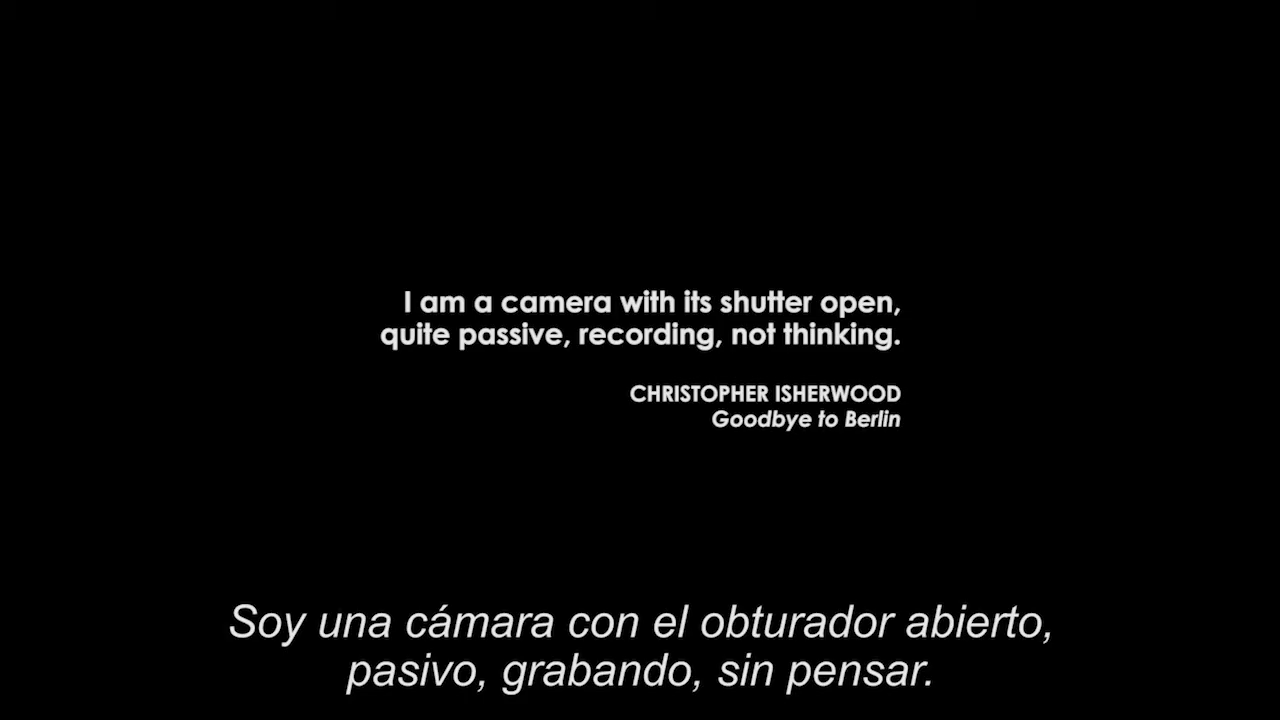 I am a camera with its shutter open,
quite passive, recording, not thinking.
CHRISTOPHER ISHERWOOD
Goodbye to Berlin
Soy una cámara con el obturador abierto,
pasivo, grabando, sin pensar.